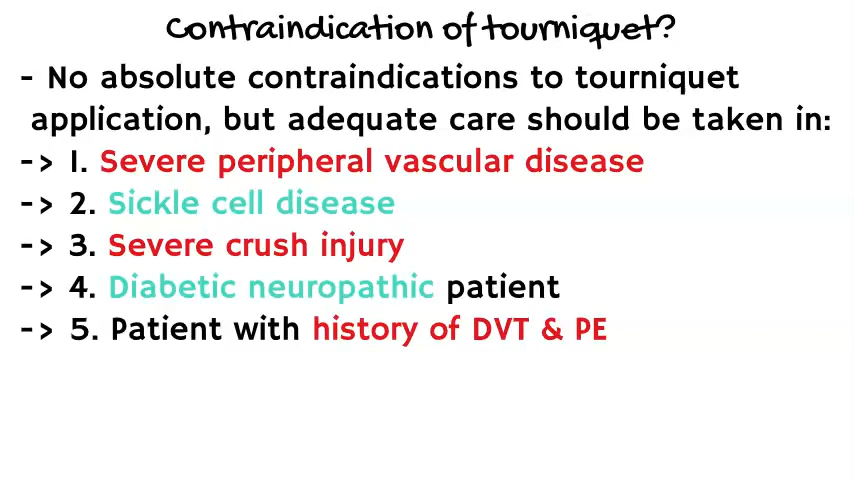 Contraindication of tourniquet?
- No absolute contraindications to tourniquet
application, but adequate care should be taken in:
-> 1. Severe peripheral vascular disease
-> 2. Sickle cell disease
-> 3. Severe crush injury
-> 4. Diabetic neuropathic patient
-> 5. Patient with history of DVT & PE